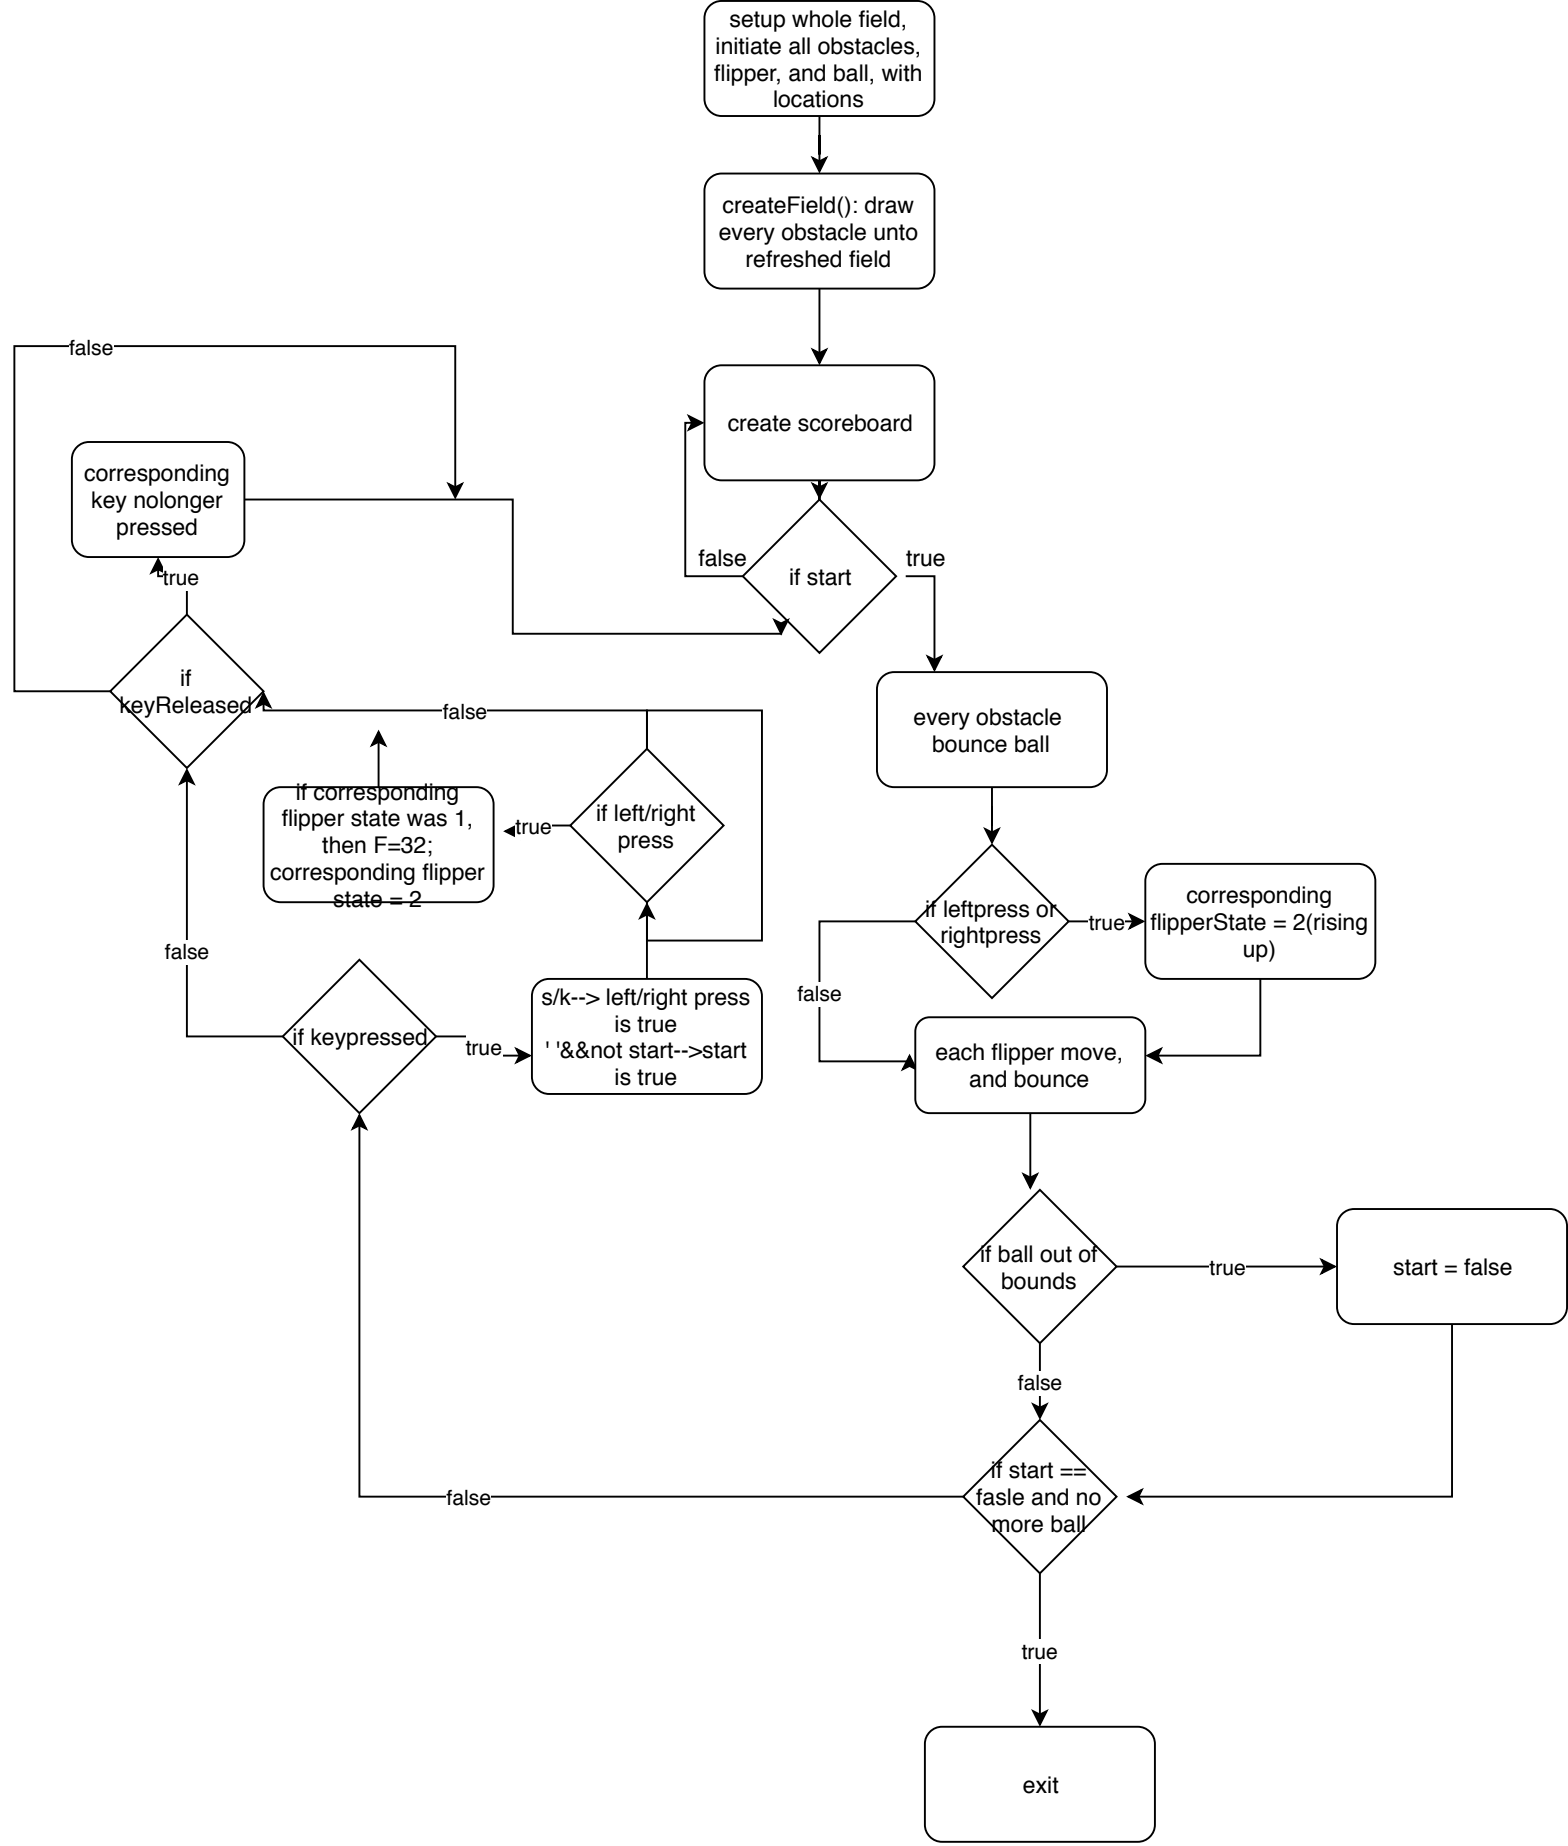 setup whole field,
initiate all obstacles,
flipper, and ball, with
locations
createField(): draw
every obstacle unto
refreshed field
create scoreboard
false
if start
true
false
corresponding
key nolonger
pressed
true
if
keyReleased
false
if corresponding
flipper state was 1,
then F=32;
corresponding flipper
state = 2
true
if left/right
press
every obstacle
bounce ball
if leftpress or
rightpress
true
corresponding
flipperState = 2(rising
up)
false
false
if keypressed
true
s/k--> left/right press
is true
' '&&not start-->start
is true
each flipper move,
and bounce
if ball out of
bounds
true
start = false
false
if start ==
fasle and no
more ball
false
true
exit